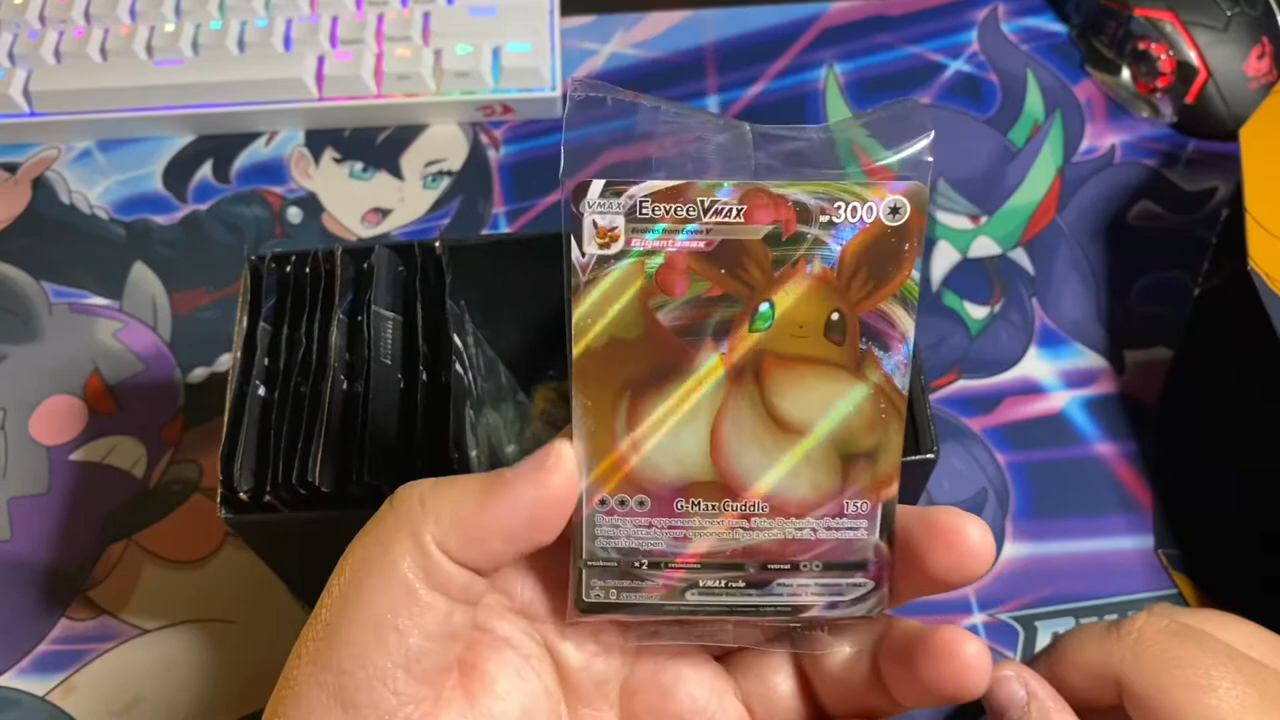 VMAX
Eevee VMAX
HP 300
Evolves from Eevee V
Gigantamax
G-Max Cuddle 150
During your opponent's next turn, if the Defending Pokémon
tries to attack, your opponent flips a coin. If tails, that attack
doesn't happen.
weakness ×2 resistance retreat
VMAX rule